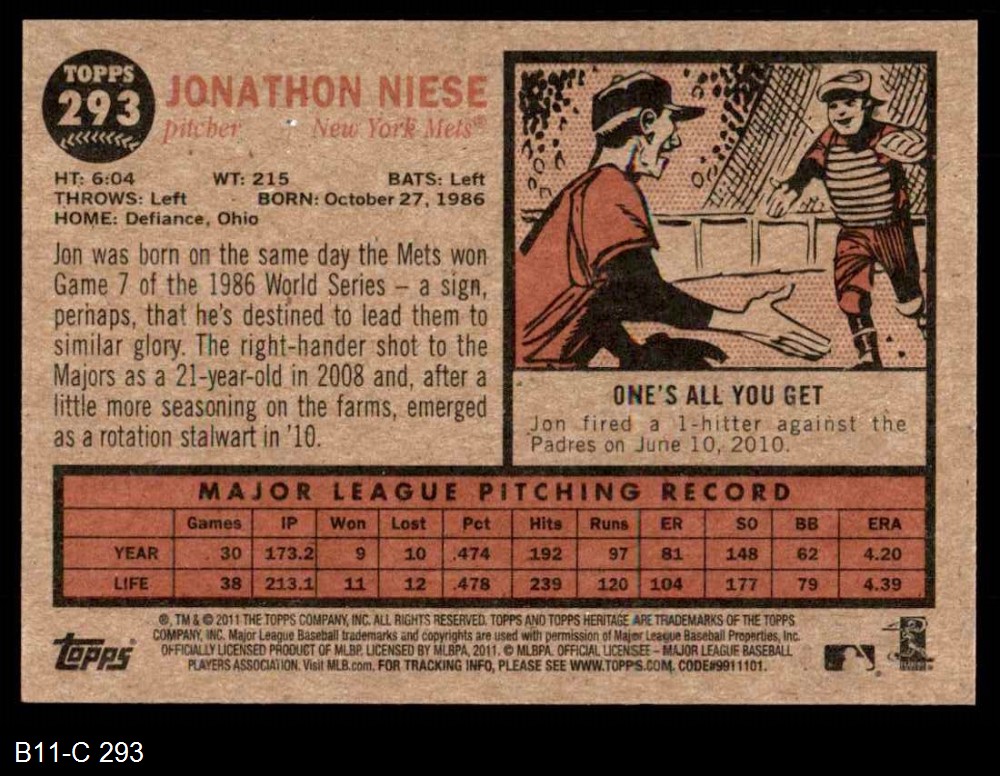 TOPPS
293
JONATHON NIESE
pitcher New York Mets®
HT: 6:04 WT: 215 BATS: Left
THROWS: Left BORN: October 27, 1986
HOME: Defiance, Ohio
Jon was born on the same day the Mets won
Game 7 of the 1986 World Series – a sign,
perhaps, that he's destined to lead them to
similar glory. The right-hander shot to the
Majors as a 21-year-old in 2008 and, after a
little more seasoning on the farms, emerged
as a rotation stalwart in '10.
ONE'S ALL YOU GET
Jon fired a 1-hitter against the
Padres on June 10, 2010.
MAJOR LEAGUE PITCHING RECORD
Games IP Won Lost Pct Hits Runs ER SO BB ERA
YEAR 30 173.2 9 10 .474 192 97 81 148 62 4.20
LIFE 38 213.1 11 12 .478 239 120 104 177 79 4.39
®, TM & © 2011 THE TOPPS COMPANY, INC. ALL RIGHTS RESERVED. TOPPS AND TOPPS HERITAGE ARE TRADEMARKS OF THE TOPPS
COMPANY, INC. Major League Baseball trademarks and copyrights are used with permission of Major League Baseball Properties, Inc.
OFFICIALLY LICENSED PRODUCT OF MLBP. LICENSED BY MLBPA, 2011. © MLBPA. OFFICIAL LICENSEE – MAJOR LEAGUE BASEBALL
PLAYERS ASSOCIATION. Visit MLB.com. FOR TRACKING INFO, PLEASE SEE WWW.TOPPS.COM. CODE#9911101.
Topps
B11-C 293